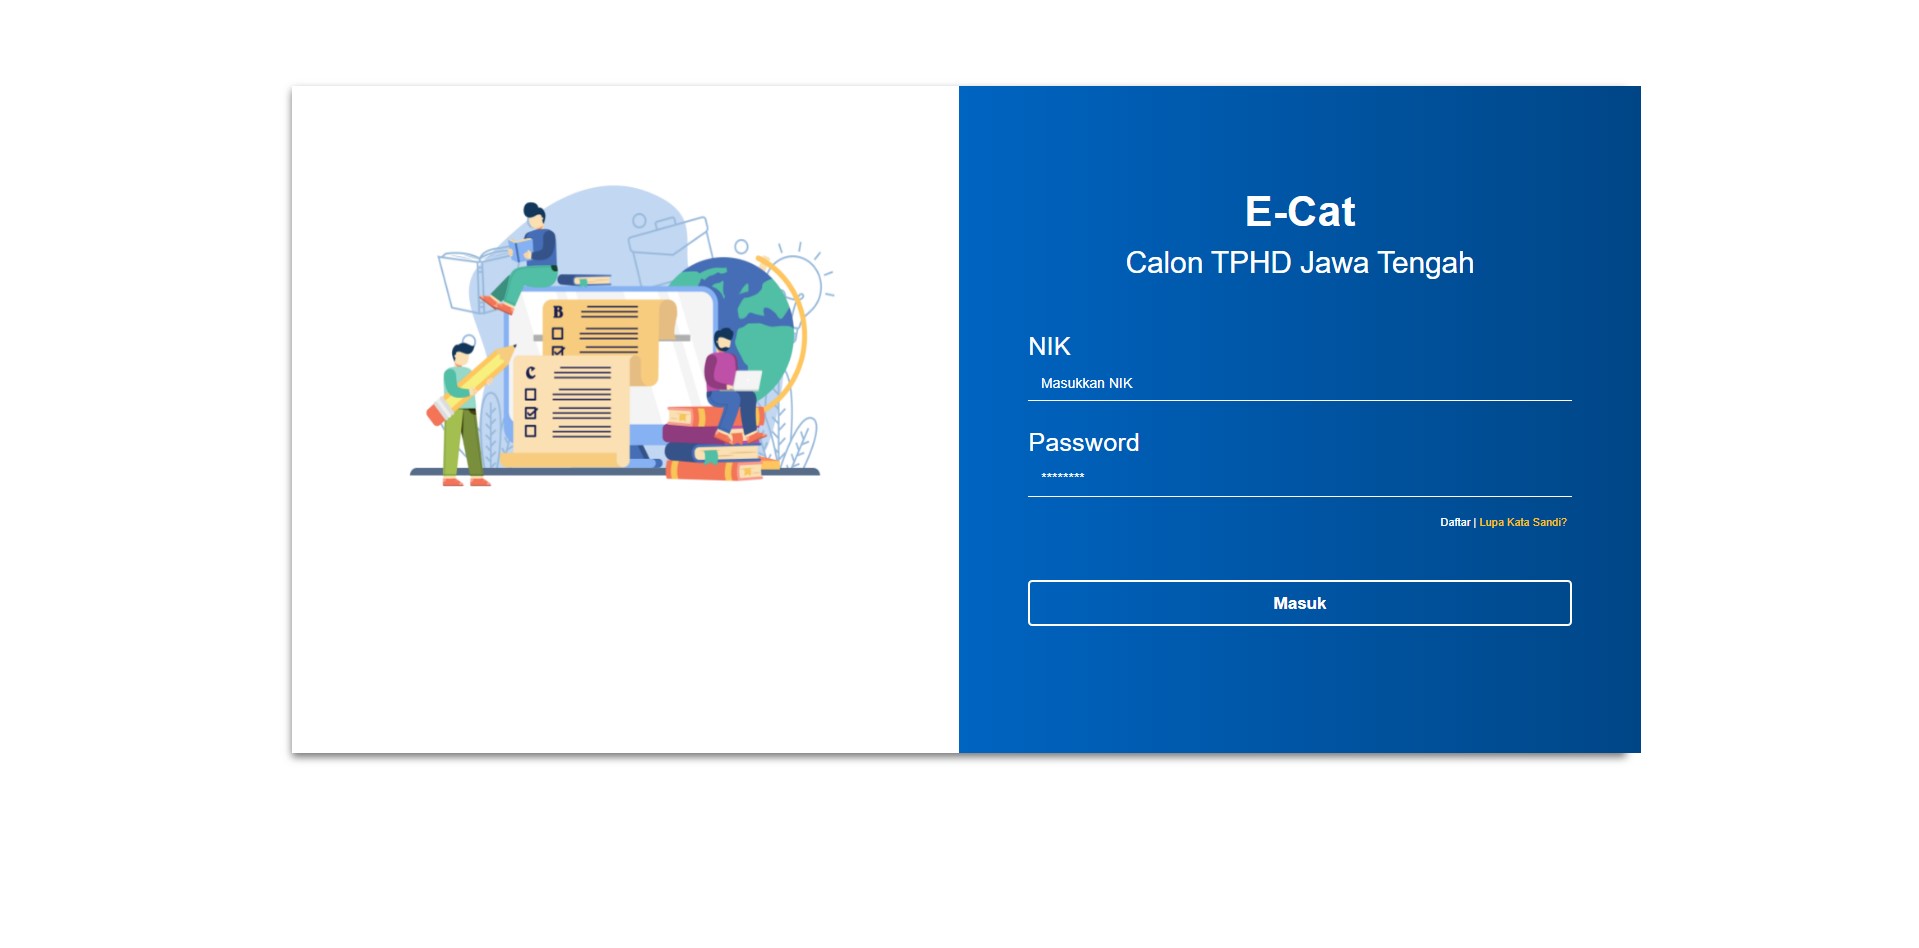 B
C
E-Cat
Calon TPHD Jawa Tengah
NIK
Masukkan NIK
Password
********
Daftar | Lupa Kata Sandi?
Masuk